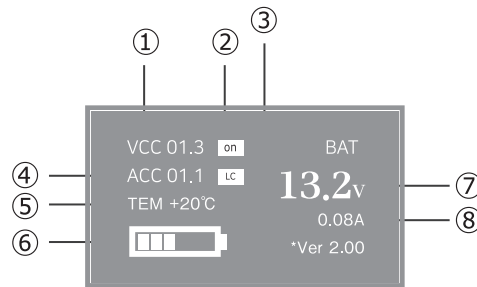 ① ② ③
VCC 01.3 on BAT
④ ACC 01.1 LC
13.2v ⑦
⑤ TEM +20℃
0.08A ⑧
⑥ *Ver 2.00